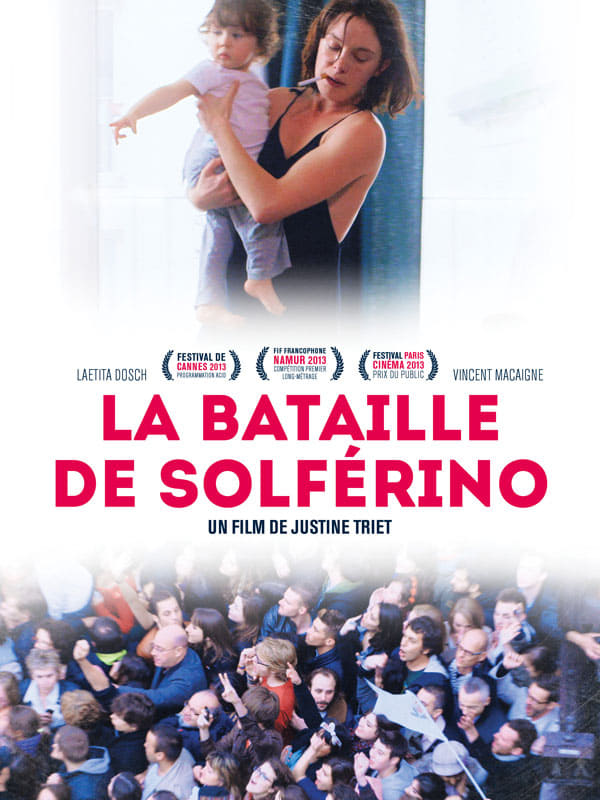 FESTIVAL DE
CANNES 2013
PROGRAMMATION ACID
FIF FRANCOPHONE
NAMUR 2013
COMPÉTITION PREMIER
LONG-MÉTRAGE
FESTIVAL PARIS
CINÉMA 2013
PRIX DU PUBLIC
LAETITA DOSCH
VINCENT MACAIGNE
LA BATAILLE
DE SOLFÉRINO
UN FILM DE JUSTINE TRIET